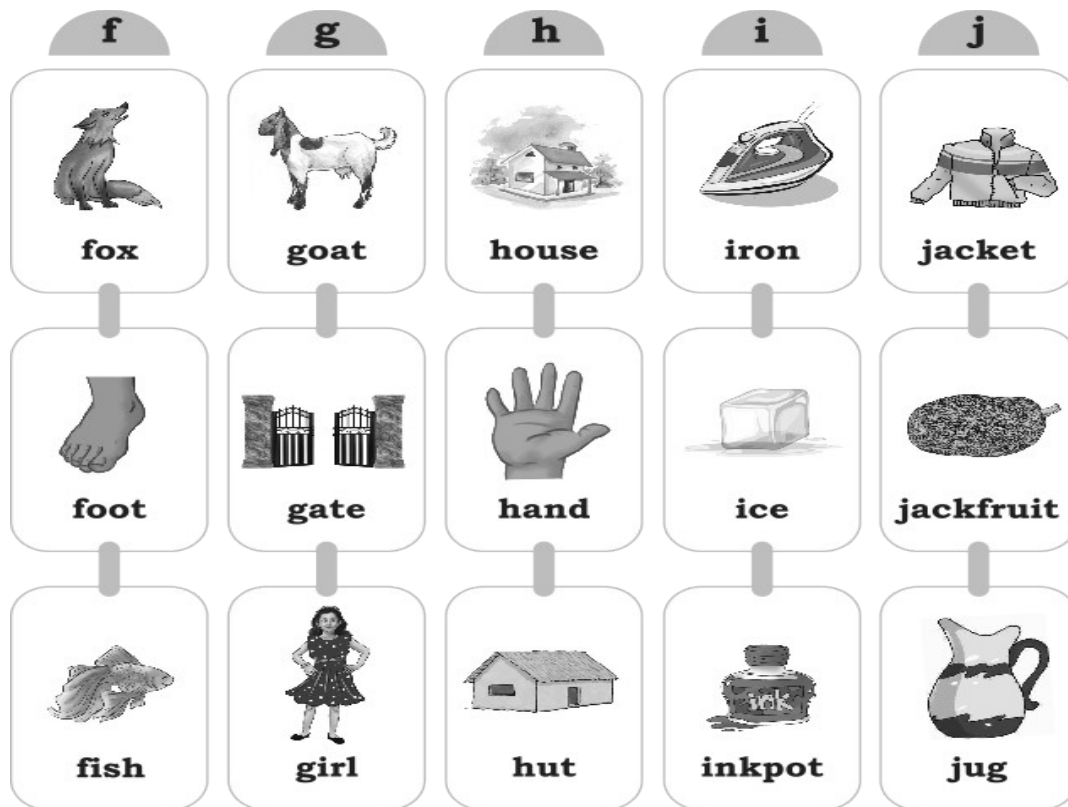 f g h i j
fox goat house iron jacket
foot gate hand ice jackfruit
ink
fish girl hut inkpot jug